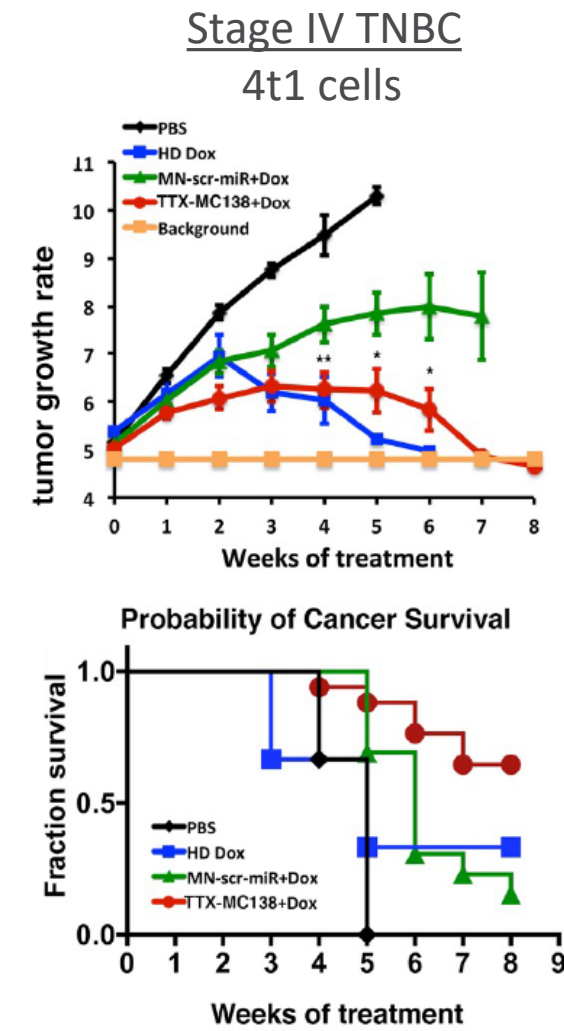 Stage IV TNBC
4t1 cells
PBS
HD Dox
MN-scr-miR+Dox
TTX-MC138+Dox
Background
tumor growth rate
11
10
9
8
7
6
5
4
**
*
*
0 1 2 3 4 5 6 7 8
Weeks of treatment
Probability of Cancer Survival
Fraction survival
1.0
0.5
0.0
PBS
HD Dox
MN-scr-miR+Dox
TTX-MC138+Dox
0 1 2 3 4 5 6 7 8 9
Weeks of treatment